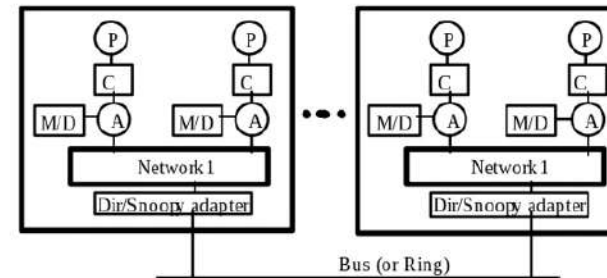 P P P P
C C C C
M/D A M/D A M/D A M/D A
Network 1 Network 1
Dir/Snoopy adapter Dir/Snoopy adapter
Bus (or Ring)